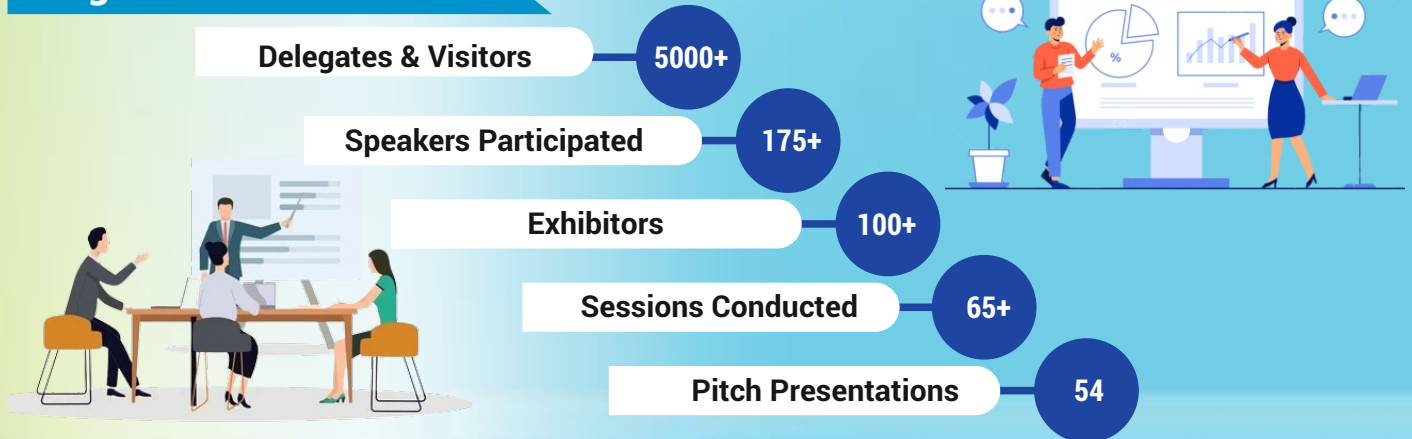 Delegates & Visitors 5000+
Speakers Participated 175+
Exhibitors 100+
Sessions Conducted 65+
Pitch Presentations 54
%